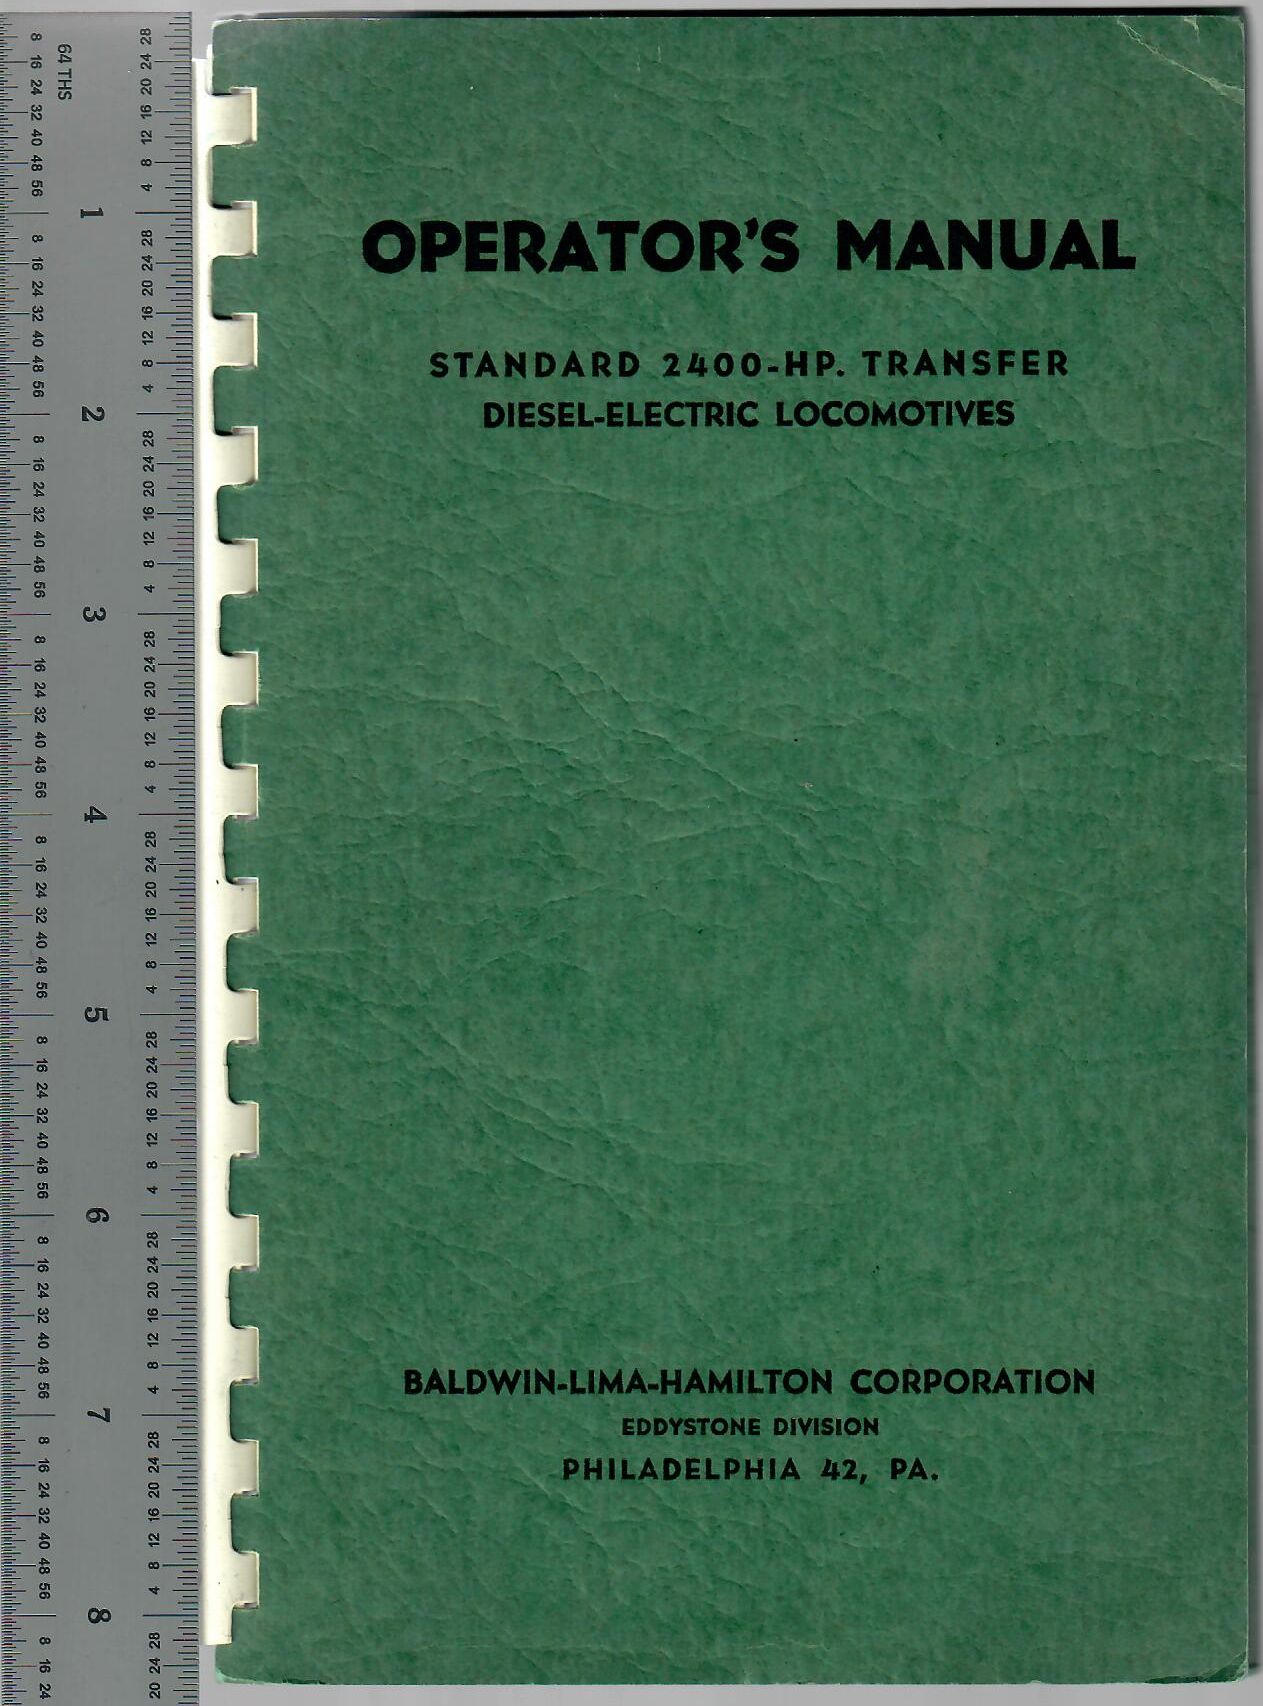 OPERATOR'S MANUAL
STANDARD 2400-HP. TRANSFER
DIESEL-ELECTRIC LOCOMOTIVES
BALDWIN-LIMA-HAMILTON CORPORATION
EDDYSTONE DIVISION
PHILADELPHIA 42, PA.
64 THS
1
2
3
4
5
6
7
8